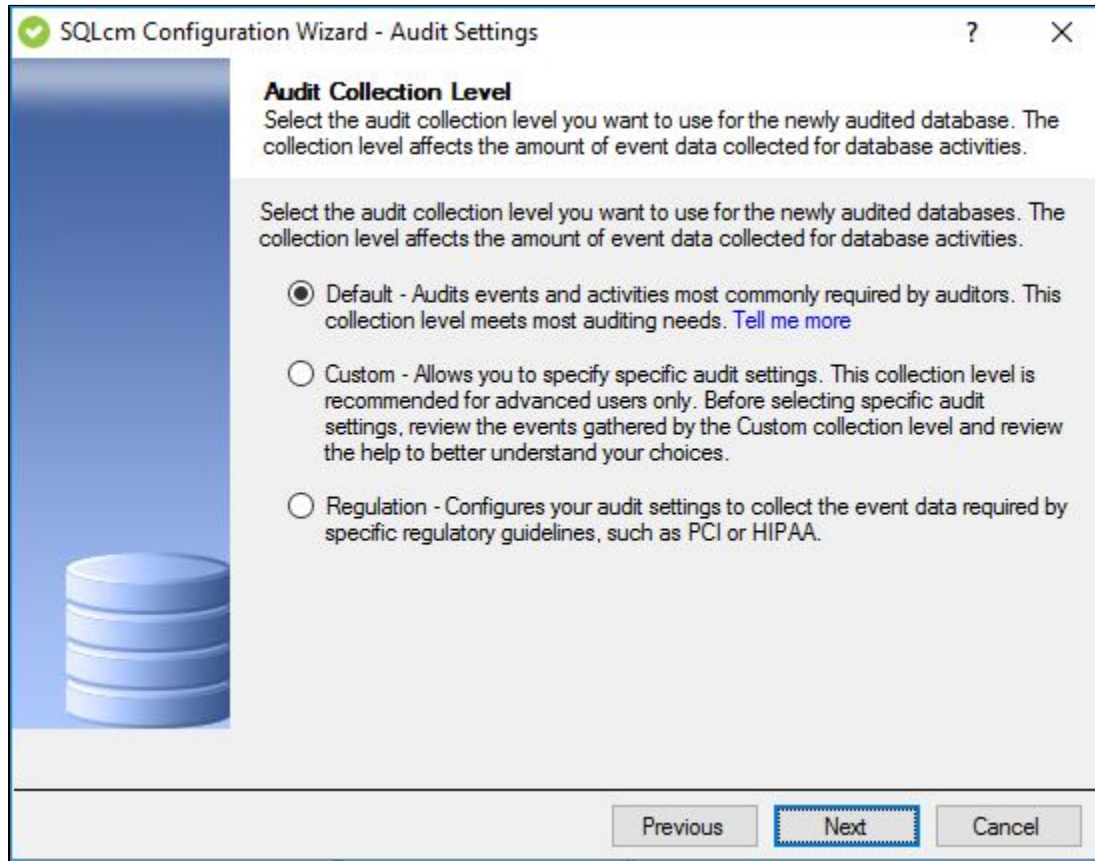 SQLcm Configuration Wizard - Audit Settings
?
Audit Collection Level
Select the audit collection level you want to use for the newly audited database. The
collection level affects the amount of event data collected for database activities.
Select the audit collection level you want to use for the newly audited databases. The
collection level affects the amount of event data collected for database activities.
Default - Audits events and activities most commonly required by auditors. This
collection level meets most auditing needs. Tell me more
Custom - Allows you to specify specific audit settings. This collection level is
recommended for advanced users only. Before selecting specific audit
settings, review the events gathered by the Custom collection level and review
the help to better understand your choices.
Regulation - Configures your audit settings to collect the event data required by
specific regulatory guidelines, such as PCI or HIPAA.
Previous
Next
Cancel